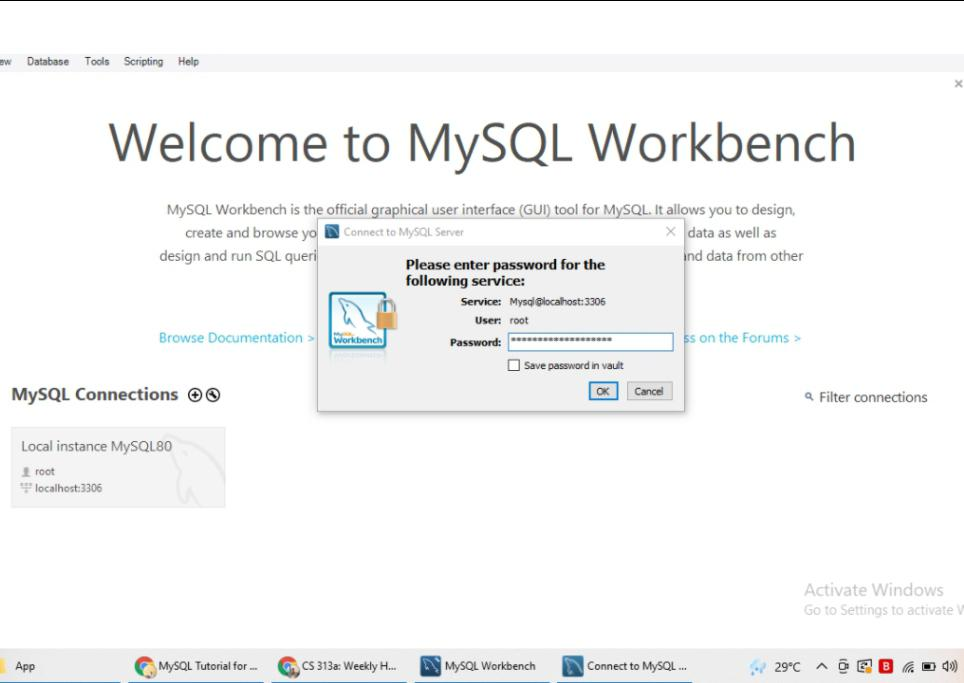 ew Database Tools Scripting Help
Welcome to MySQL Workbench
MySQL Workbench is the official graphical user interface (GUI) tool for MySQL. It allows you to design,
create and browse yo
data as well as
design and run SQL queri
and data from other
Connect to MySQL Server
Please enter password for the
following service:
Service: Mysql@localhost:3306
User: root
Password: *******************
Save password in vault
OK Cancel
MySQL
Workbench
Browse Documentation >
ss on the Forums >
MySQL Connections
Filter connections
Local instance MySQL80
root
localhost:3306
Activate Windows
Go to Settings to activate W
App
MySQL Tutorial for ...
CS 313a: Weekly H...
MySQL Workbench
Connect to MySQL ...
29°C
B